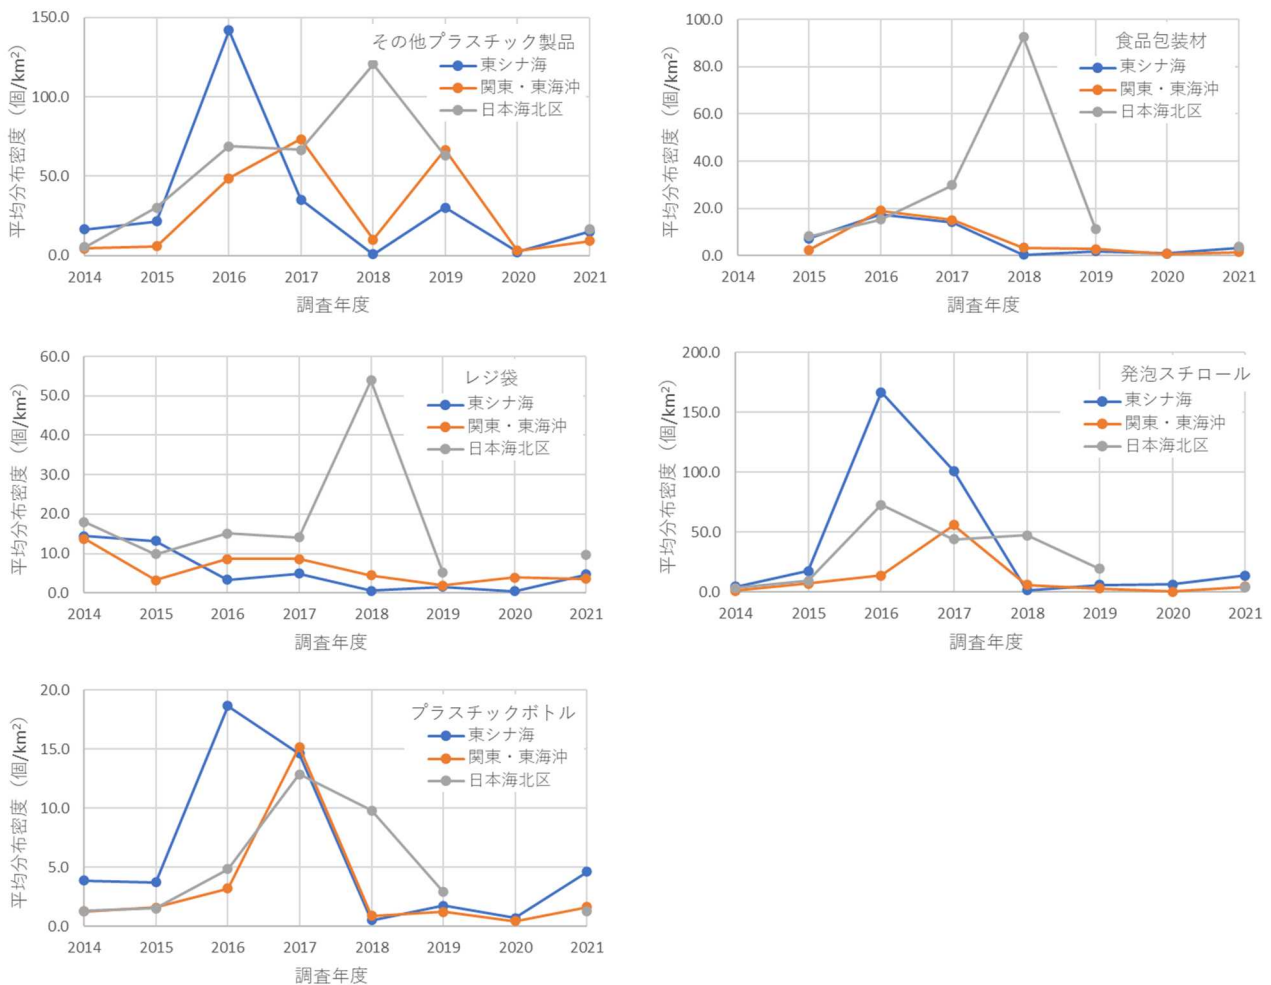 その他プラスチック製品
東シナ海
関東・東海沖
日本海北区
平均分布密度（個/km²）
150.0
100.0
50.0
0.0
2014 2015 2016 2017 2018 2019 2020 2021
調査年度
食品包装材
東シナ海
関東・東海沖
日本海北区
平均分布密度（個/km²）
100.0
80.0
60.0
40.0
20.0
0.0
2014 2015 2016 2017 2018 2019 2020 2021
調査年度
レジ袋
東シナ海
関東・東海沖
日本海北区
平均分布密度（個/km²）
60.0
50.0
40.0
30.0
20.0
10.0
0.0
2014 2015 2016 2017 2018 2019 2020 2021
調査年度
発泡スチロール
東シナ海
関東・東海沖
日本海北区
平均分布密度（個/km²）
200.0
150.0
100.0
50.0
0.0
2014 2015 2016 2017 2018 2019 2020 2021
調査年度
プラスチックボトル
東シナ海
関東・東海沖
日本海北区
平均分布密度（個/km²）
20.0
15.0
10.0
5.0
0.0
2014 2015 2016 2017 2018 2019 2020 2021
調査年度